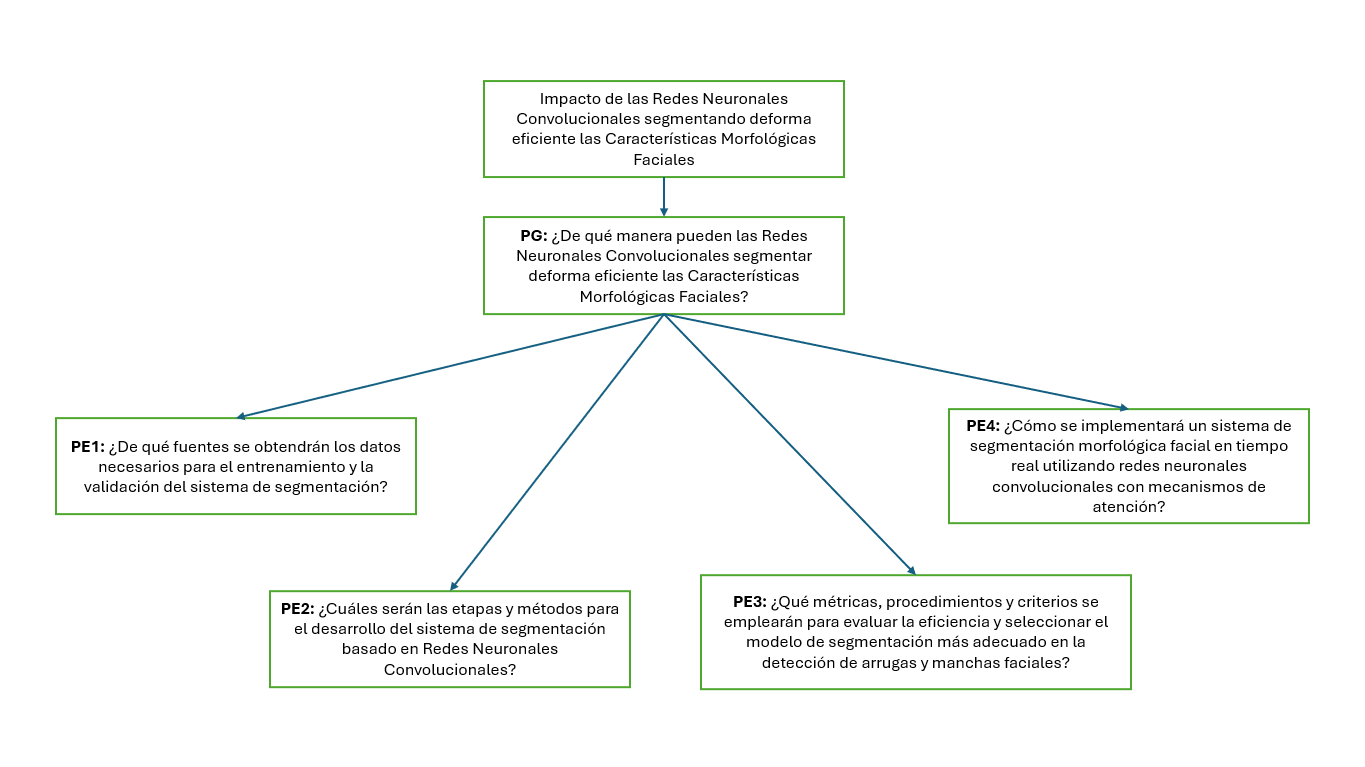 Impacto de las Redes Neuronales
Convolucionales segmentando deforma
eficiente las Características Morfológicas
Faciales
PG: ¿De qué manera pueden las Redes
Neuronales Convolucionales segmentar
deforma eficiente las Características
Morfológicas Faciales?
PE1: ¿De qué fuentes se obtendrán los datos
necesarios para el entrenamiento y la
validación del sistema de segmentación?
PE2: ¿Cuáles serán las etapas y métodos para
el desarrollo del sistema de segmentación
basado en Redes Neuronales
Convolucionales?
PE3: ¿Qué métricas, procedimientos y criterios se
emplearán para evaluar la eficiencia y seleccionar el
modelo de segmentación más adecuado en la
detección de arrugas y manchas faciales?
PE4: ¿Cómo se implementará un sistema de
segmentación morfológica facial en tiempo
real utilizando redes neuronales
convolucionales con mecanismos de
atención?